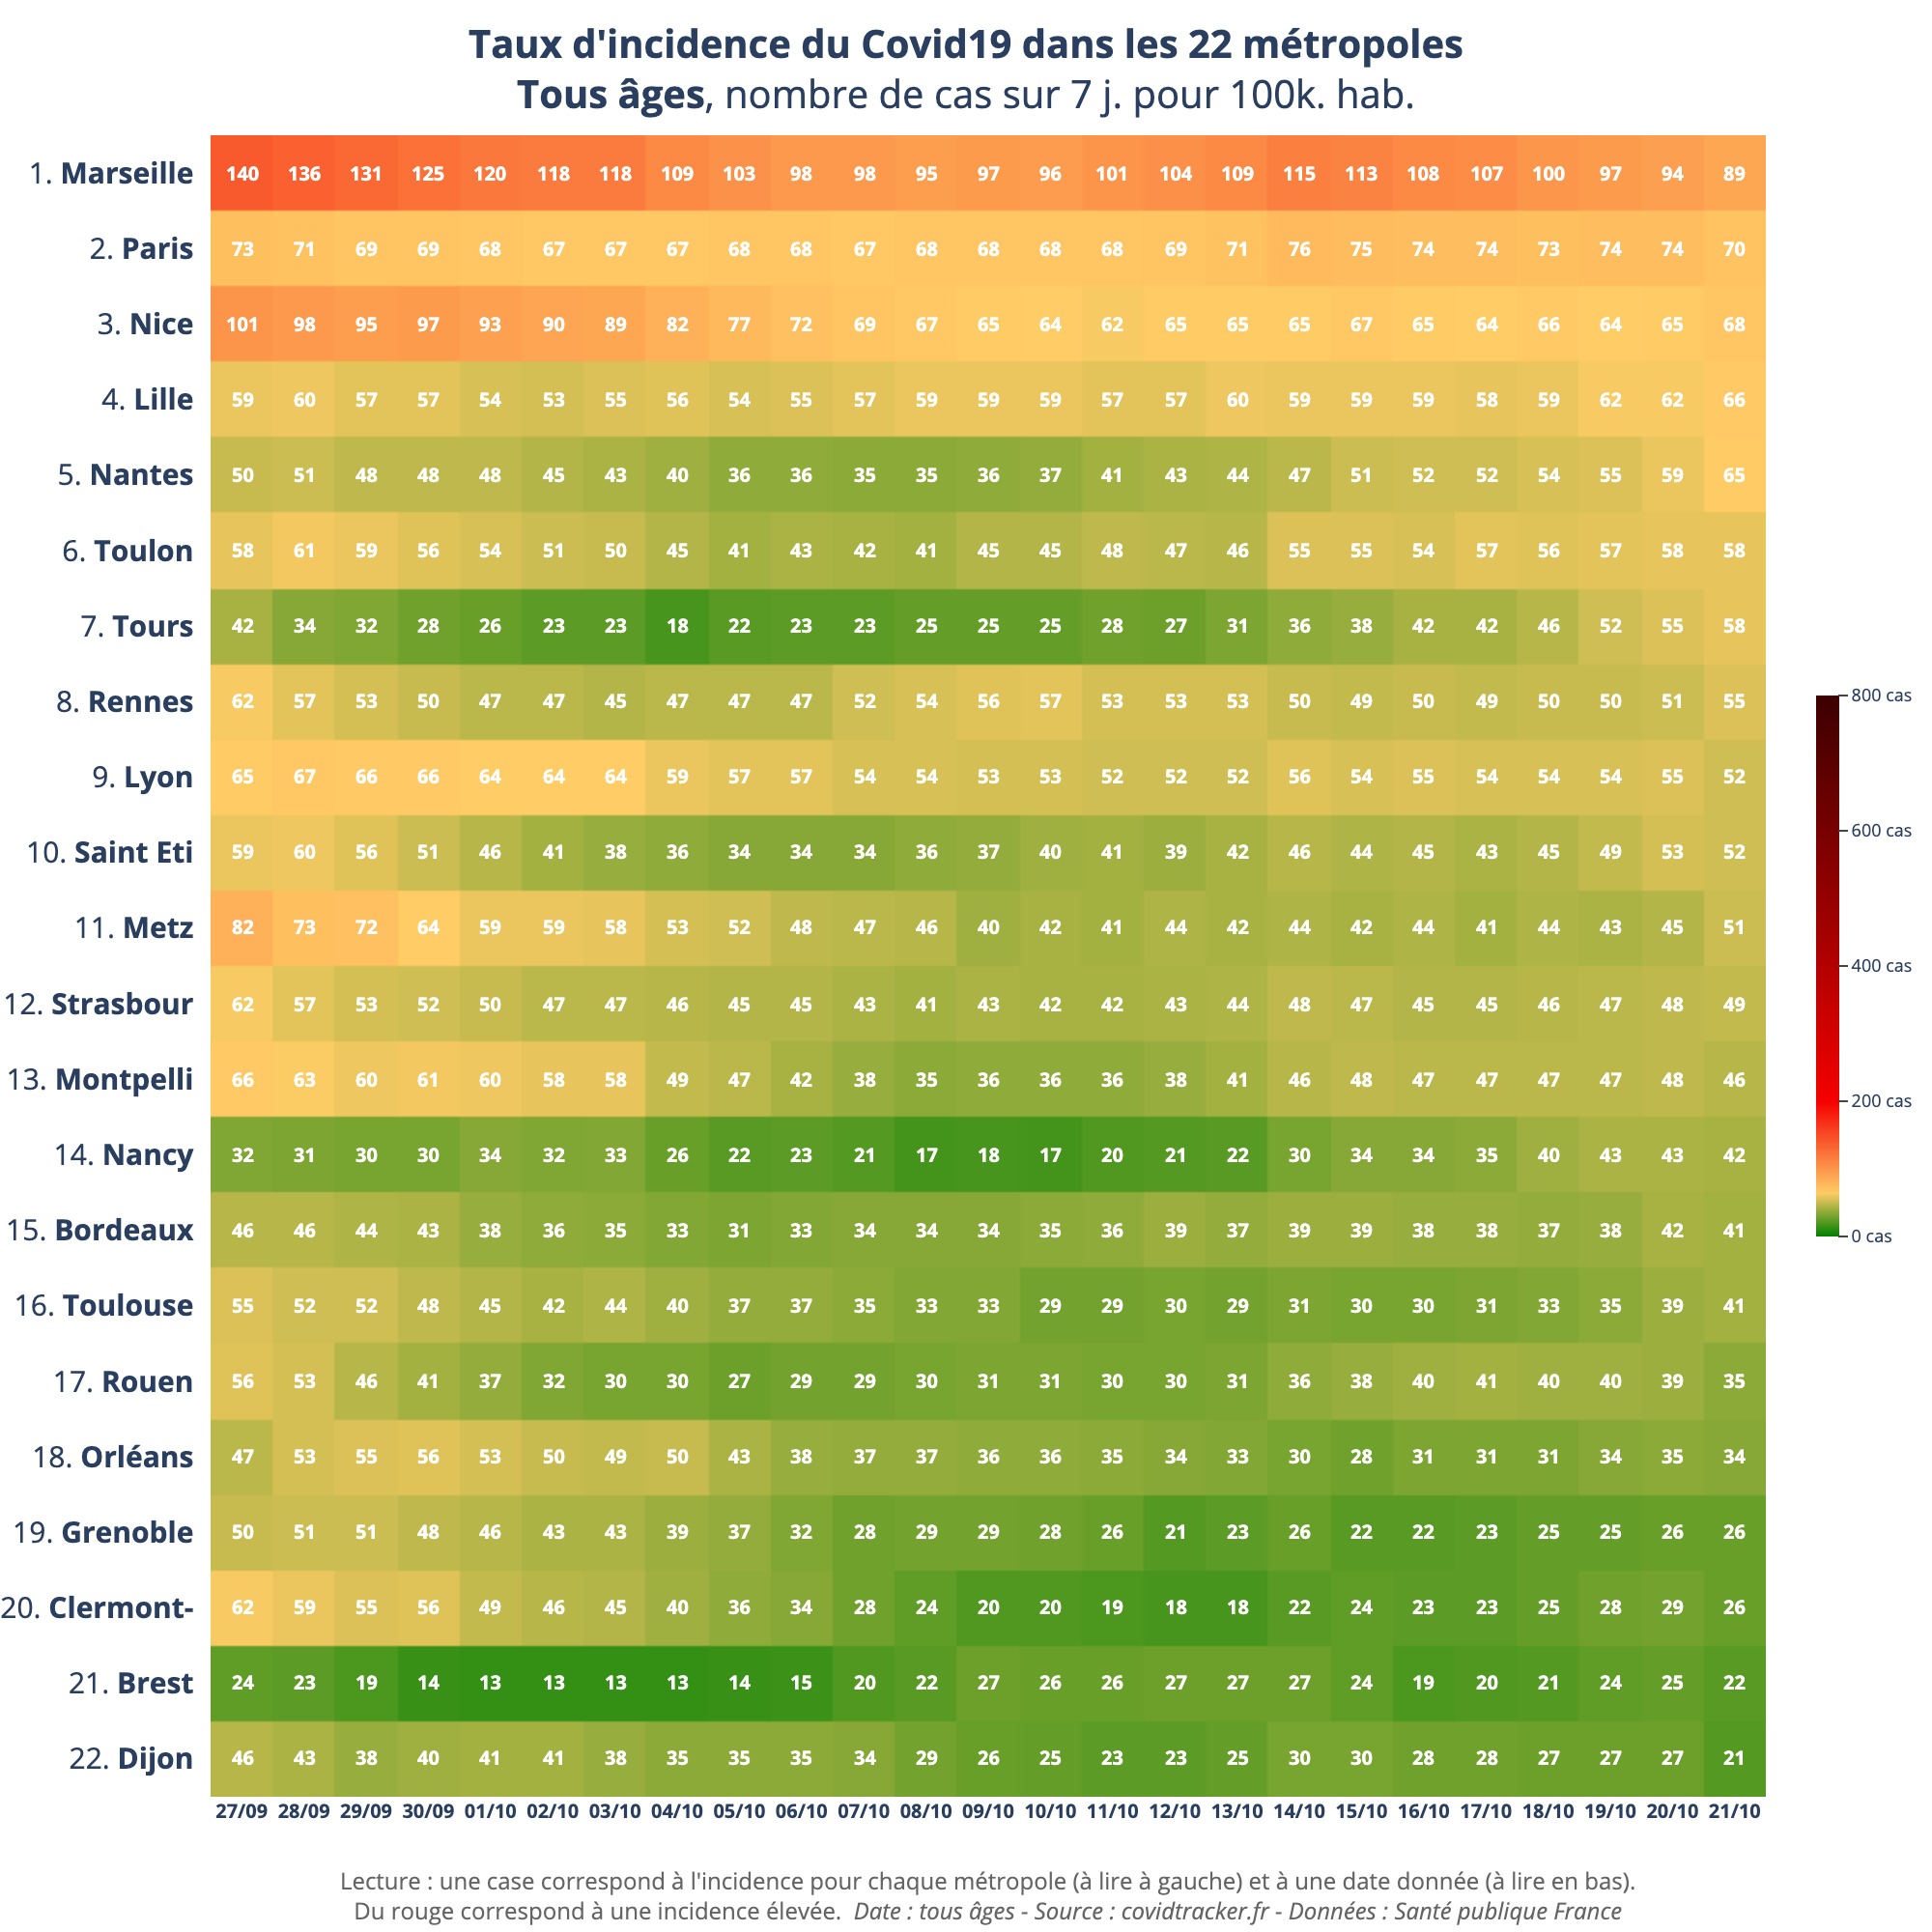 Taux d'incidence du Covid19 dans les 22 métropoles
Tous âges, nombre de cas sur 7 j. pour 100k. hab.
1. Marseille 140 136 131 125 120 118 118 109 103 98 98 95 97 96 101 104 109 115 113 108 107 100 97 94 89
2. Paris 73 71 69 69 68 67 67 67 68 68 67 68 68 68 68 69 71 76 75 74 74 73 74 74 70
3. Nice 101 98 95 97 93 90 89 82 77 72 69 67 65 64 62 65 65 65 67 65 64 66 64 65 68
4. Lille 59 60 57 57 54 53 55 56 54 55 57 59 59 59 57 57 60 59 59 59 58 59 62 62 66
5. Nantes 50 51 48 48 48 45 43 40 36 36 35 35 36 37 41 43 44 47 51 52 52 54 55 59 65
6. Toulon 58 61 59 56 54 51 50 45 41 43 42 41 45 45 48 47 46 55 55 54 57 56 57 58 58
7. Tours 42 34 32 28 26 23 23 18 22 23 23 25 25 25 28 27 31 36 38 42 42 46 52 55 58
8. Rennes 62 57 53 50 47 47 45 47 47 47 52 54 56 57 53 53 53 50 49 50 49 50 50 51 55
9. Lyon 65 67 66 66 64 64 64 59 57 57 54 54 53 53 52 52 52 56 54 55 54 54 54 55 52
10. Saint Eti 59 60 56 51 46 41 38 36 34 34 34 36 37 40 41 39 42 46 44 45 43 45 49 53 52
11. Metz 82 73 72 64 59 59 58 53 52 48 47 46 40 42 41 44 42 44 42 44 41 44 43 45 51
12. Strasbour 62 57 53 52 50 47 47 46 45 45 43 41 43 42 42 43 44 48 47 45 45 46 47 48 49
13. Montpelli 66 63 60 61 60 58 58 49 47 42 38 35 36 36 36 38 41 46 48 47 47 47 47 48 46
14. Nancy 32 31 30 30 34 32 33 26 22 23 21 17 18 17 20 21 22 30 34 34 35 40 43 43 42
15. Bordeaux 46 46 44 43 38 36 35 33 31 33 34 34 34 35 36 39 37 39 39 38 38 37 38 42 41
16. Toulouse 55 52 52 48 45 42 44 40 37 37 35 33 33 29 29 30 29 31 30 30 31 33 35 39 41
17. Rouen 56 53 46 41 37 32 30 30 27 29 29 30 31 31 30 30 31 36 38 40 41 40 40 39 35
18. Orléans 47 53 55 56 53 50 49 50 43 38 37 37 36 36 35 34 33 30 28 31 31 31 34 35 34
19. Grenoble 50 51 51 48 46 43 43 39 37 32 28 29 29 28 26 21 23 26 22 22 23 25 25 26 26
20. Clermont- 62 59 55 56 49 46 45 40 36 34 28 24 20 20 19 18 18 22 24 23 23 25 28 29 26
21. Brest 24 23 19 14 13 13 13 13 14 15 20 22 27 26 26 27 27 27 24 19 20 21 24 25 22
22. Dijon 46 43 38 40 41 41 38 35 35 35 34 29 26 25 23 23 25 30 30 28 28 27 27 27 21
27/09 28/09 29/09 30/09 01/10 02/10 03/10 04/10 05/10 06/10 07/10 08/10 09/10 10/10 11/10 12/10 13/10 14/10 15/10 16/10 17/10 18/10 19/10 20/10 21/10
800 cas
600 cas
400 cas
200 cas
0 cas
Lecture : une case correspond à l'incidence pour chaque métropole (à lire à gauche) et à une date donnée (à lire en bas).
Du rouge correspond à une incidence élevée. Date : tous âges - Source : covidtracker.fr - Données : Santé publique France